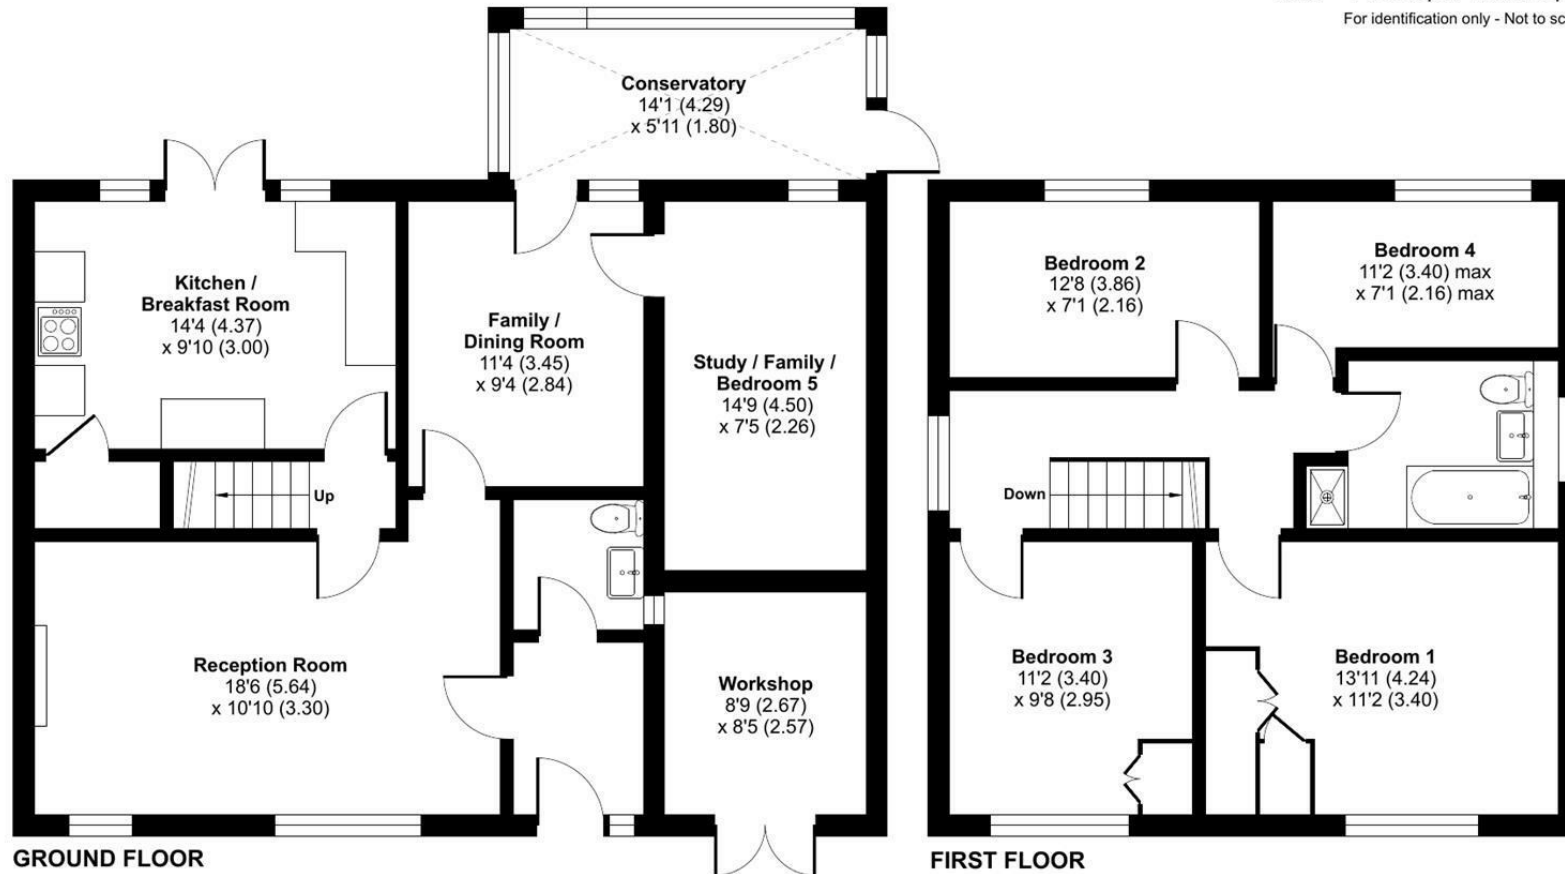 For identification only - Not to sc
Conservatory
14'1 (4.29)
x 5'11 (1.80)
Kitchen /
Breakfast Room
14'4 (4.37)
x 9'10 (3.00)
Family /
Dining Room
11'4 (3.45)
x 9'4 (2.84)
Study / Family /
Bedroom 5
14'9 (4.50)
x 7'5 (2.26)
Up
Reception Room
18'6 (5.64)
x 10'10 (3.30)
Workshop
8'9 (2.67)
x 8'5 (2.57)
GROUND FLOOR
Bedroom 2
12'8 (3.86)
x 7'1 (2.16)
Bedroom 4
11'2 (3.40) max
x 7'1 (2.16) max
Down
Bedroom 3
11'2 (3.40)
x 9'8 (2.95)
Bedroom 1
13'11 (4.24)
x 11'2 (3.40)
FIRST FLOOR